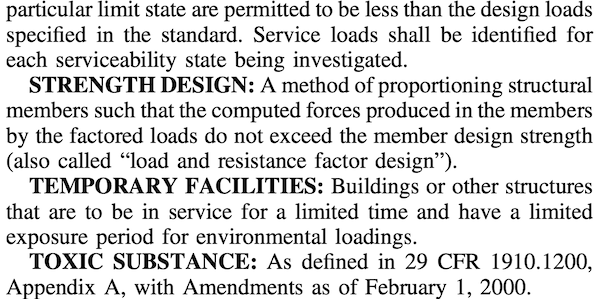 particular limit state are permitted to be less than the design loads
specified in the standard. Service loads shall be identified for
each serviceability state being investigated.
STRENGTH DESIGN: A method of proportioning structural
members such that the computed forces produced in the members
by the factored loads do not exceed the member design strength
(also called “load and resistance factor design”).
TEMPORARY FACILITIES: Buildings or other structures
that are to be in service for a limited time and have a limited
exposure period for environmental loadings.
TOXIC SUBSTANCE: As defined in 29 CFR 1910.1200,
Appendix A, with Amendments as of February 1, 2000.